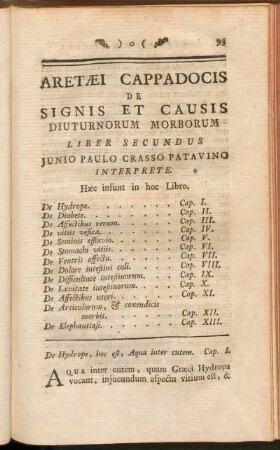 )o( 93
ARETÆI CAPPADOCIS
DE
SIGNIS ET CAUSIS
DIUTURNORUM MORBORUM
LIBER SECUNDUS
JUNIO PAULO CRASSO PATAVINO
INTERPRETE.
Hæc insunt in hoc Libro.
De Hydrope. . . . . . . . Cap. I.
De Diabete. . . . . . . . Cap. II.
De Affectibus renum. . . . . . Cap. III.
De vitiis vesicæ. . . . . . . Cap. IV.
De Seminis effluvio. . . . . . Cap. V.
De Stomachi vitiis. . . . . . Cap. VI.
De Ventris affectu. . . . . . Cap. VII.
De Dolore intestini coli. . . . . Cap. VIII.
De Difficultate intestinorum. . . . Cap. IX.
De Lævitate intestinorum. . . . . Cap. X.
De Affectibus uteri. . . . . . Cap. XI.
De Articulorum, & coxendicis
morbis. . . . . . Cap. XII.
De Elephantiasi. . . . . . . Cap. XIII.
De Hydrope, hoc est, Aqua inter cutem. Cap. I.
AQUA inter cutem, quam Græci Hydropa
vocant, injucundum aspectu vitium est, &